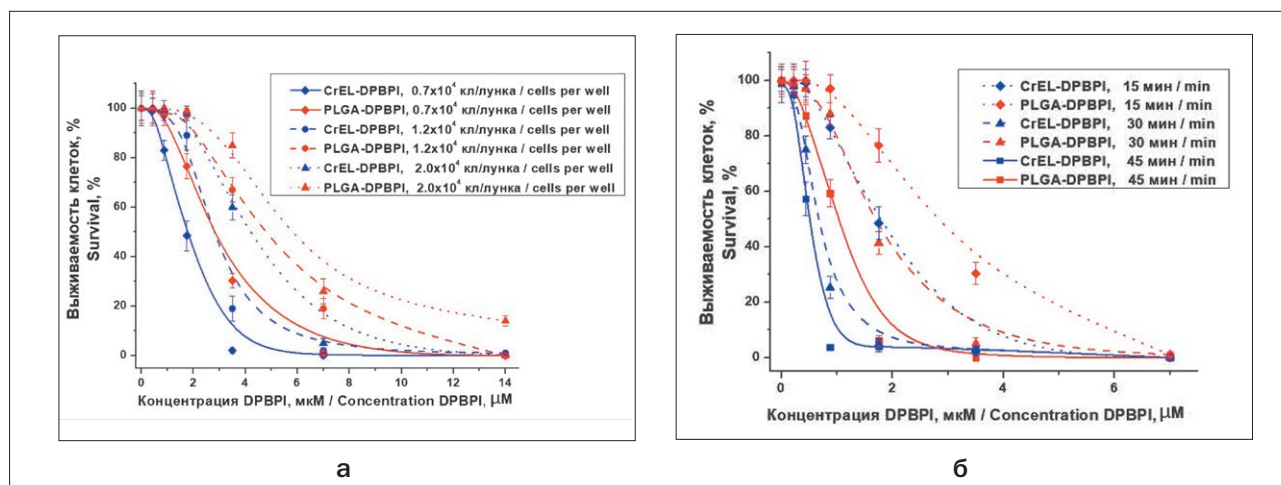 Выживаемость клеток, %
Survival, %
100
80
60
40
20
0
0
2
4
6
8
10
12
14
Концентрация DPBPI, мкМ / Concentration DPBPI, μM
CrEL-DPBPI, 0.7x10⁴ кл/лунка / cells per well
PLGA-DPBPI, 0.7x10⁴ кл/лунка / cells per well
CrEL-DPBPI, 1.2x10⁴ кл/лунка / cells per well
PLGA-DPBPI, 1.2x10⁴ кл/лунка / cells per well
CrEL-DPBPI, 2.0x10⁴ кл/лунка / cells per well
PLGA-DPBPI, 2.0x10⁴ кл/лунка / cells per well
а
Выживаемость клеток, %
Survival, %
100
80
60
40
20
0
0
2
4
6
Концентрация DPBPI, мкМ / Concentration DPBPI, μM
CrEL-DPBPI, 15 мин / min
PLGA-DPBPI, 15 мин / min
CrEL-DPBPI, 30 мин / min
PLGA-DPBPI, 30 мин / min
CrEL-DPBPI, 45 мин / min
PLGA-DPBPI, 45 мин / min
б